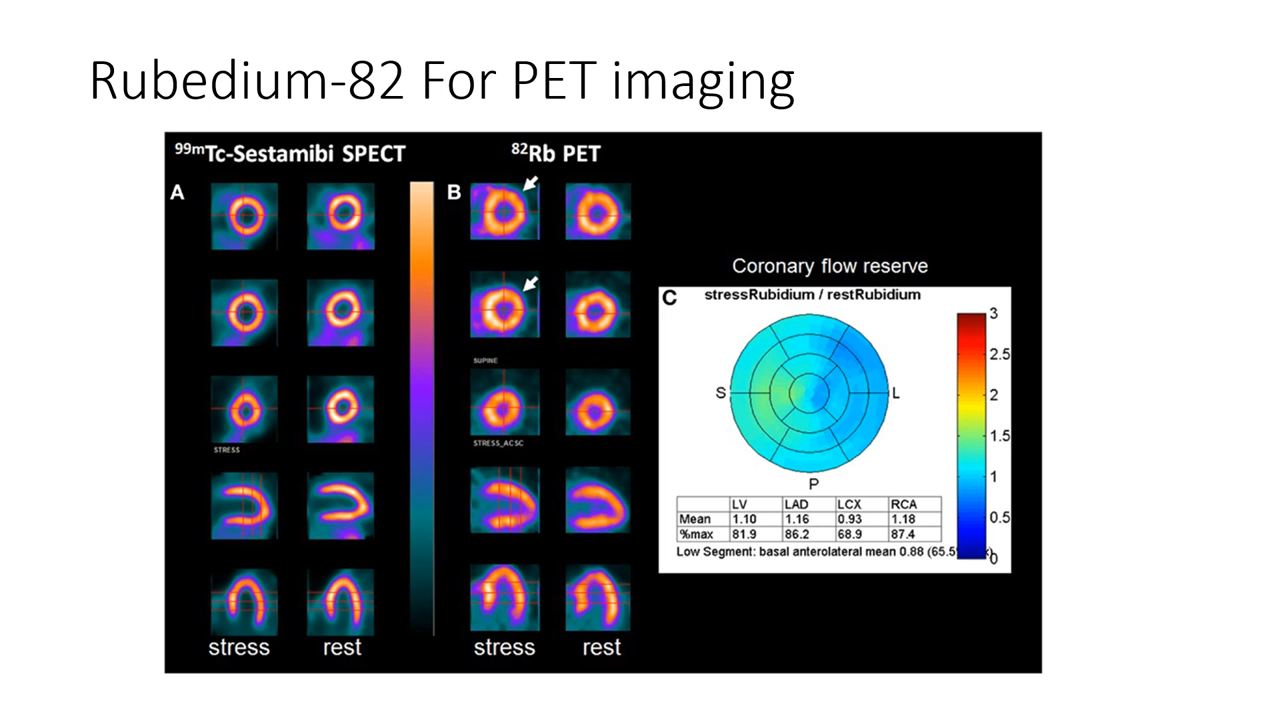 Rubedium-82 For PET imaging
99mTc-Sestamibi SPECT
82Rb PET
A
B
SUPINE
STRESS
STRESS_ACSC
stress
rest
stress
rest
Coronary flow reserve
C
stressRubidium / restRubidium
S
L
P
3
2.5
2
1.5
1
0.5
0
LV LAD LCX RCA
Mean 1.10 1.16 0.93 1.18
%max 81.9 86.2 68.9 87.4
Low Segment: basal anterolateral mean 0.88 (65.5